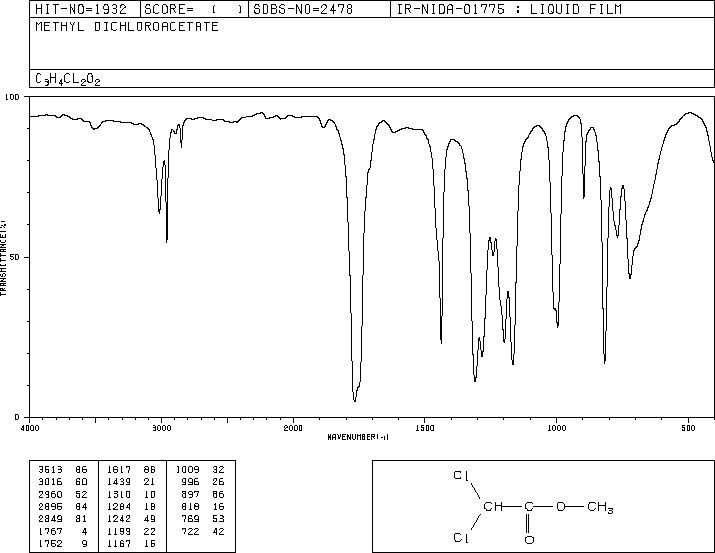 HIT-NO=1932 SCORE= ( ) SDBS-NO=2478 IR-NIDA-01775 : LIQUID FILM
METHYL DICHLOROACETATE
C3H4CL2O2
100
TRANSMITTANCE(%)
50
0
4000 3000 2000 1500 1000 500
WAVENUMBER(-1)
3513 86 1617 86 1009 32
3016 60 1439 21 996 26
2960 52 1310 10 897 66
2895 84 1284 18 818 16
2849 81 1242 49 769 53
1767 4 1199 22 722 42
1752 9 1167 15
Cl
CH C O CH3
Cl O